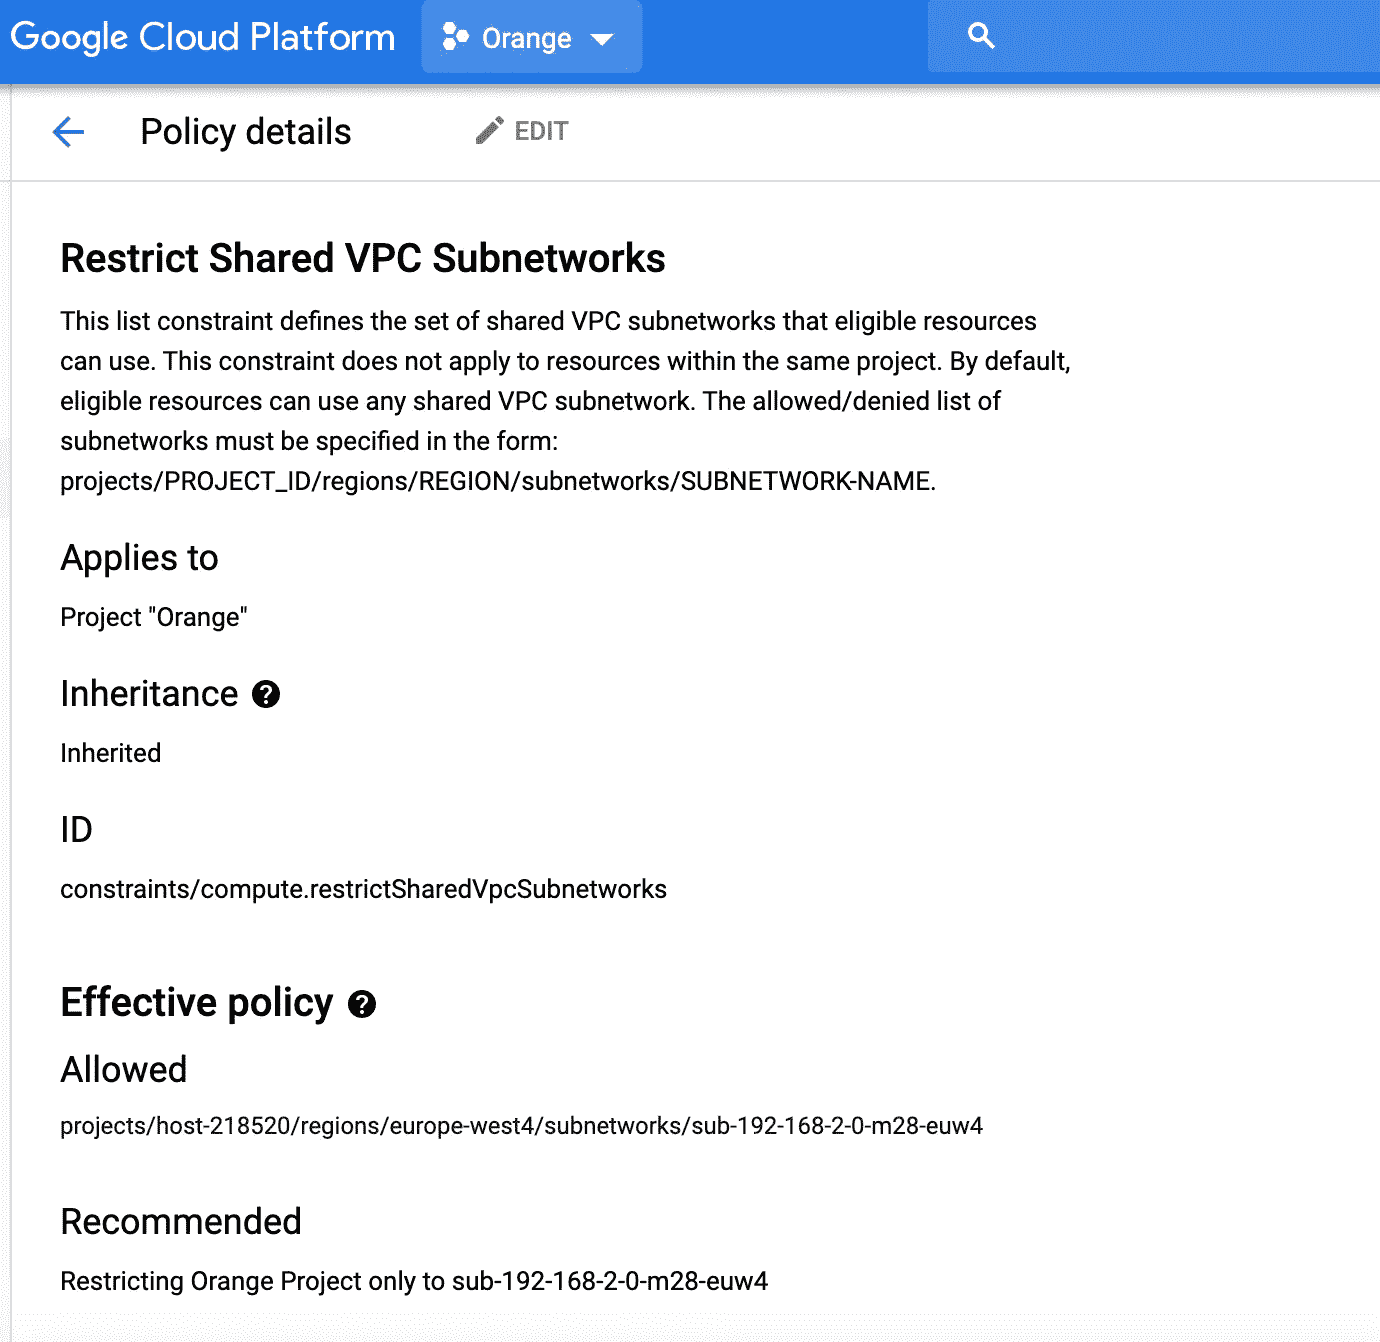 Google Cloud Platform Orange
Policy details EDIT
Restrict Shared VPC Subnetworks
This list constraint defines the set of shared VPC subnetworks that eligible resources
can use. This constraint does not apply to resources within the same project. By default,
eligible resources can use any shared VPC subnetwork. The allowed/denied list of
subnetworks must be specified in the form:
projects/PROJECT_ID/regions/REGION/subnetworks/SUBNETWORK-NAME.
Applies to
Project "Orange"
Inheritance ?
Inherited
ID
constraints/compute.restrictSharedVpcSubnetworks
Effective policy ?
Allowed
projects/host-218520/regions/europe-west4/subnetworks/sub-192-168-2-0-m28-euw4
Recommended
Restricting Orange Project only to sub-192-168-2-0-m28-euw4